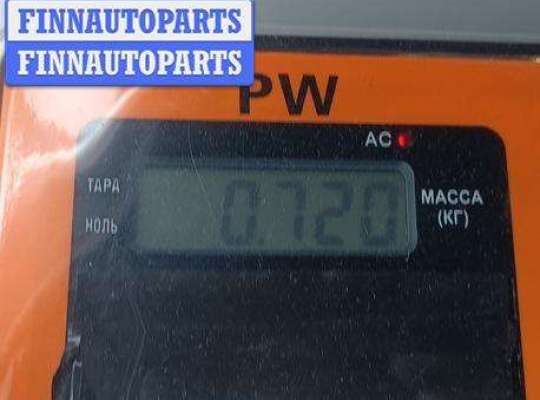 FINNAUTOPARTS
FINNAUTOPARTS
PW
AC
ТАРА
НОЛЬ
0.720
МАССА
(КГ)